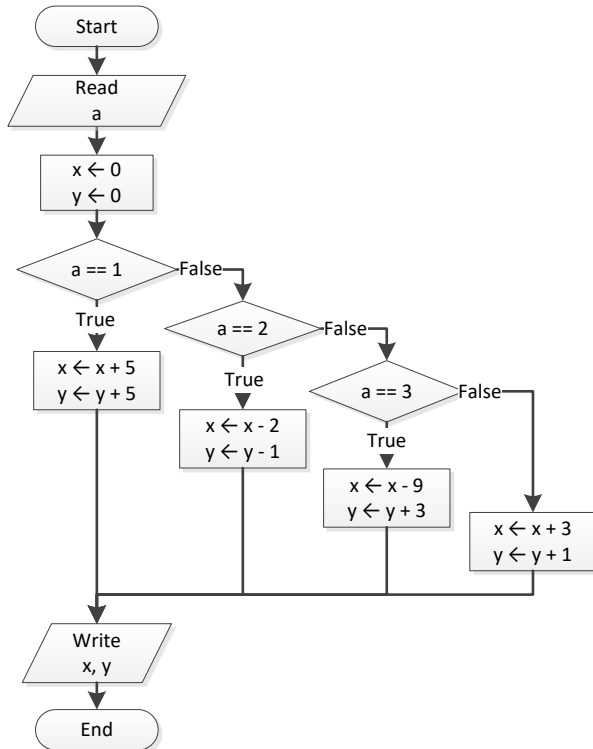 Start
Read
a
x ← 0
y ← 0
a == 1
False
True
x ← x + 5
y ← y + 5
a == 2
False
True
x ← x - 2
y ← y - 1
a == 3
False
True
x ← x - 9
y ← y + 3
x ← x + 3
y ← y + 1
Write
x, y
End